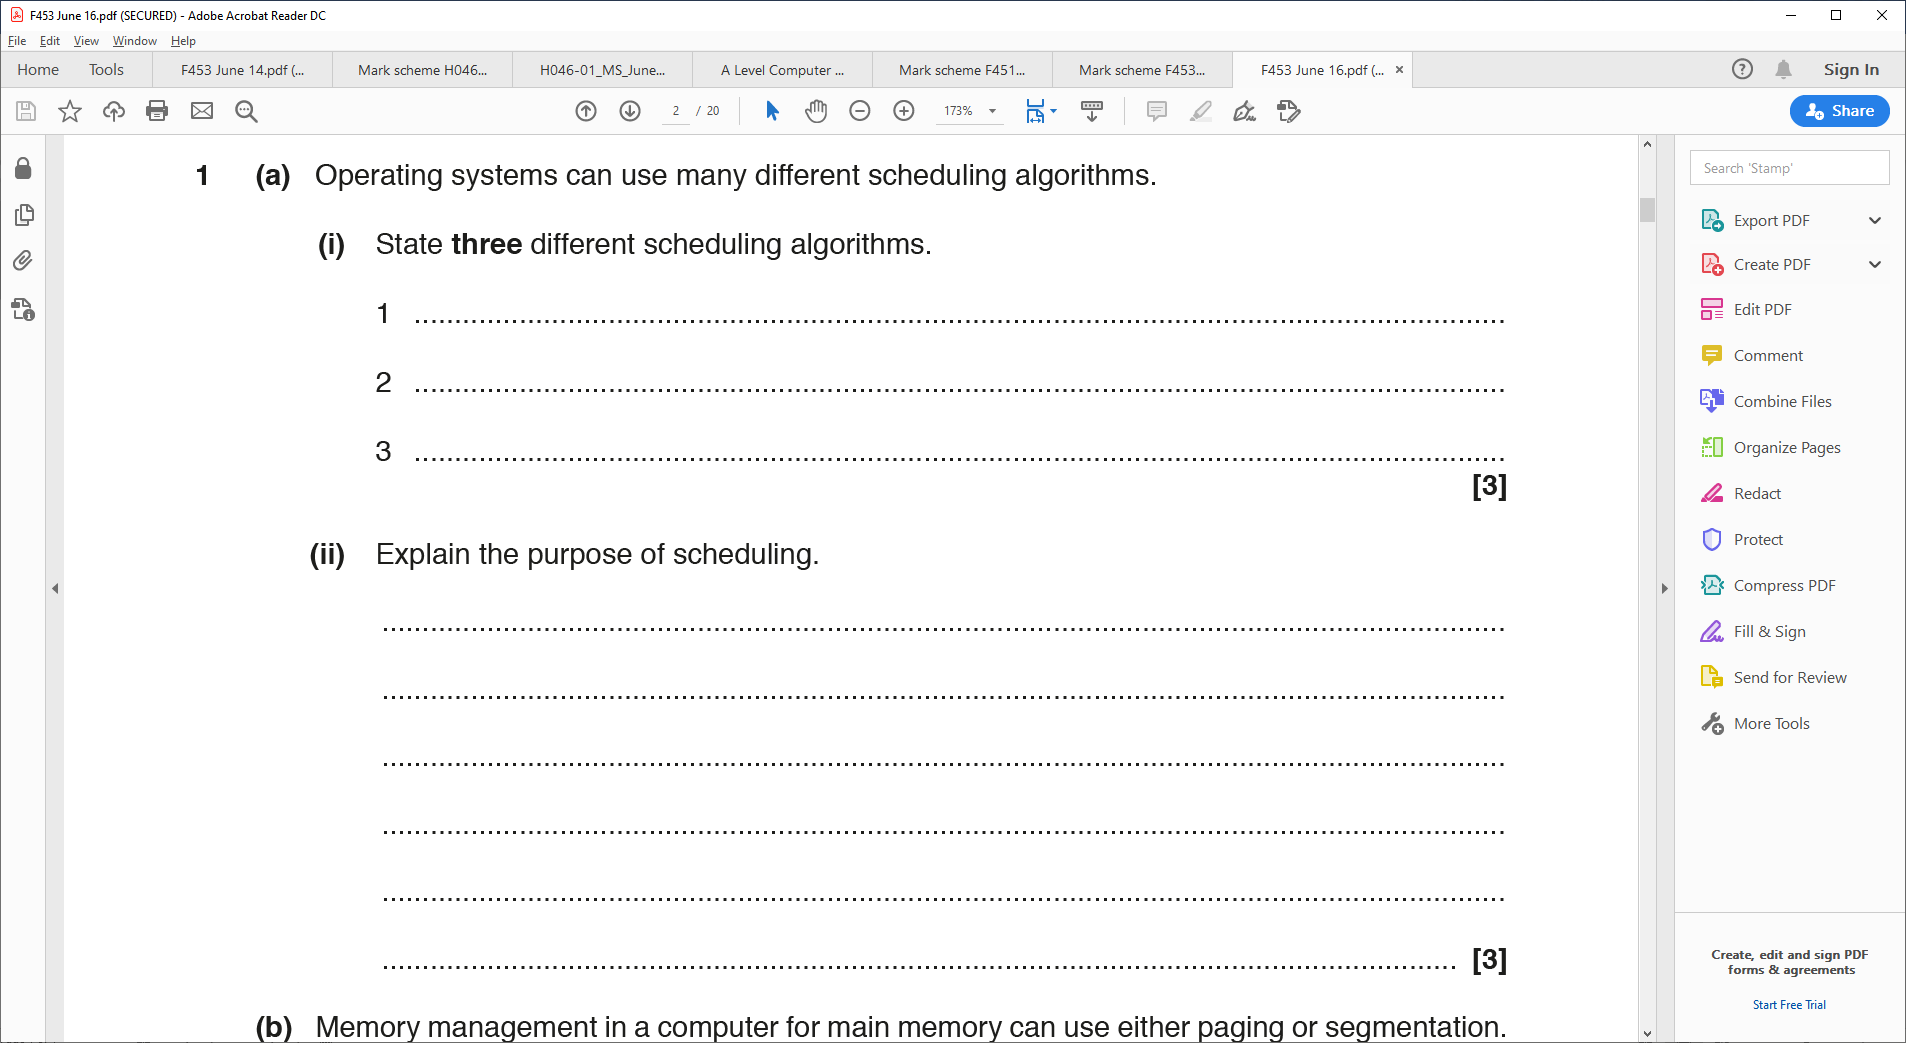 F453 June 16.pdf (SECURED) - Adobe Acrobat Reader DC
File Edit View Window Help
Home Tools F453 June 14.pdf (... Mark scheme H046... H046-01_MS_June... A Level Computer ... Mark scheme F451... Mark scheme F453... F453 June 16.pdf (... × Sign In
2 / 20 173% Share
1 (a) Operating systems can use many different scheduling algorithms.
(i) State three different scheduling algorithms.
1 ....................
2 ....................
3 ....................
[3]
(ii) Explain the purpose of scheduling.
....................
....................
....................
....................
....................
.................... [3]
(b) Memory management in a computer for main memory can use either paging or segmentation.
Search 'Stamp'
Export PDF
Create PDF
Edit PDF
Comment
Combine Files
Organize Pages
Redact
Protect
Compress PDF
Fill & Sign
Send for Review
More Tools
Create, edit and sign PDF
forms & agreements
Start Free Trial